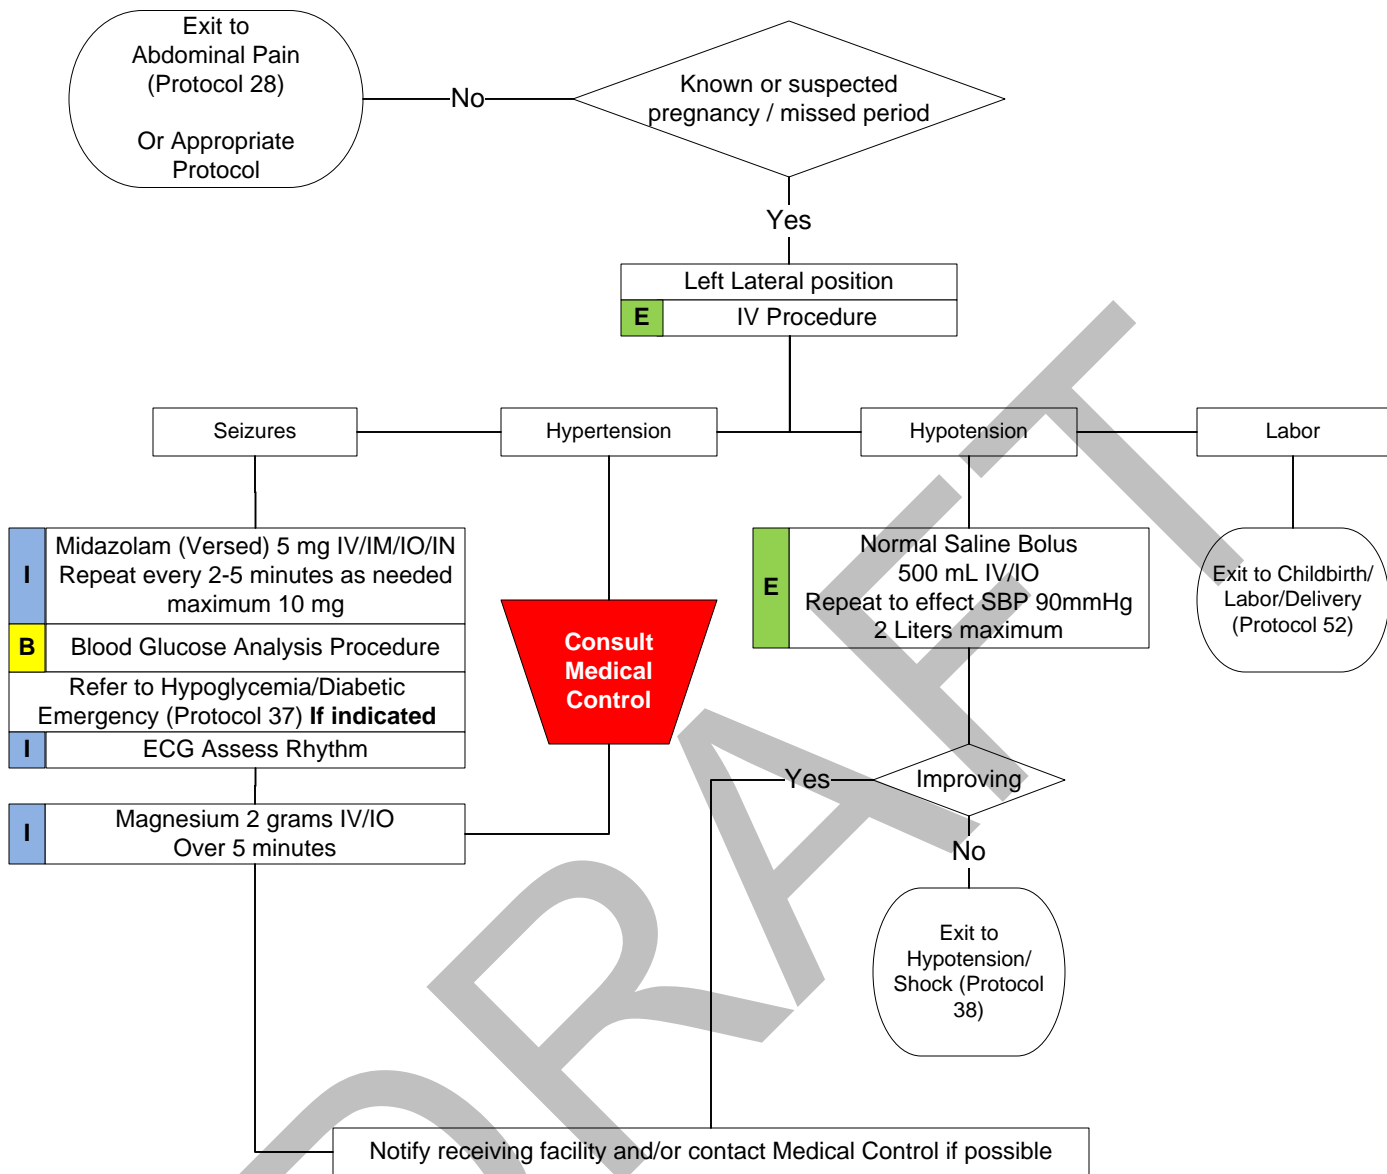 Exit to
Abdominal Pain
(Protocol 28)
Or Appropriate
Protocol
No
Known or suspected
pregnancy / missed period
Yes
Left Lateral position
E
IV Procedure
Seizures
Hypertension
Hypotension
Labor
I
Midazolam (Versed) 5 mg IV/IM/IO/IN
Repeat every 2-5 minutes as needed
maximum 10 mg
B
Blood Glucose Analysis Procedure
Refer to Hypoglycemia/Diabetic
Emergency (Protocol 37) If indicated
I
ECG Assess Rhythm
I
Magnesium 2 grams IV/IO
Over 5 minutes
Consult
Medical
Control
E
Normal Saline Bolus
500 mL IV/IO
Repeat to effect SBP 90mmHg
2 Liters maximum
Exit to Childbirth/
Labor/Delivery
(Protocol 52)
Yes
Improving
No
Exit to
Hypotension/
Shock (Protocol
38)
Notify receiving facility and/or contact Medical Control if possible
DRAFT